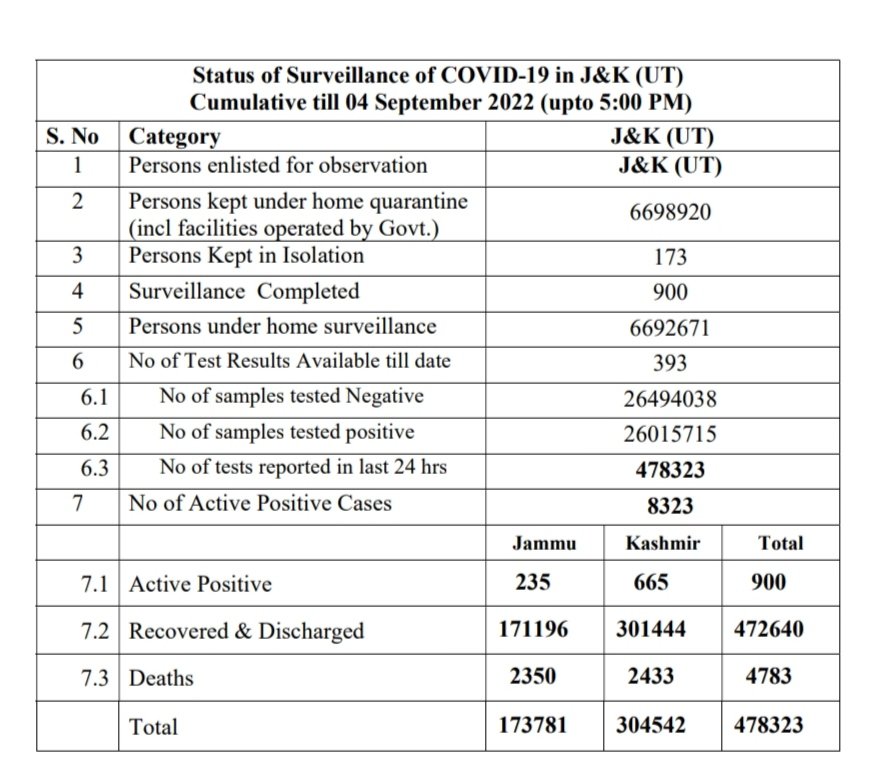 Status of Surveillance of COVID-19 in J&K (UT)
Cumulative till 04 September 2022 (upto 5:00 PM)
S. No Category J&K (UT)
1 Persons enlisted for observation J&K (UT)
2 Persons kept under home quarantine
(incl facilities operated by Govt.) 6698920
3 Persons Kept in Isolation 173
4 Surveillance Completed 900
5 Persons under home surveillance 6692671
6 No of Test Results Available till date 393
6.1 No of samples tested Negative 26494038
6.2 No of samples tested positive 26015715
6.3 No of tests reported in last 24 hrs 478323
7 No of Active Positive Cases 8323
Jammu Kashmir Total
7.1 Active Positive 235 665 900
7.2 Recovered & Discharged 171196 301444 472640
7.3 Deaths 2350 2433 4783
Total 173781 304542 478323